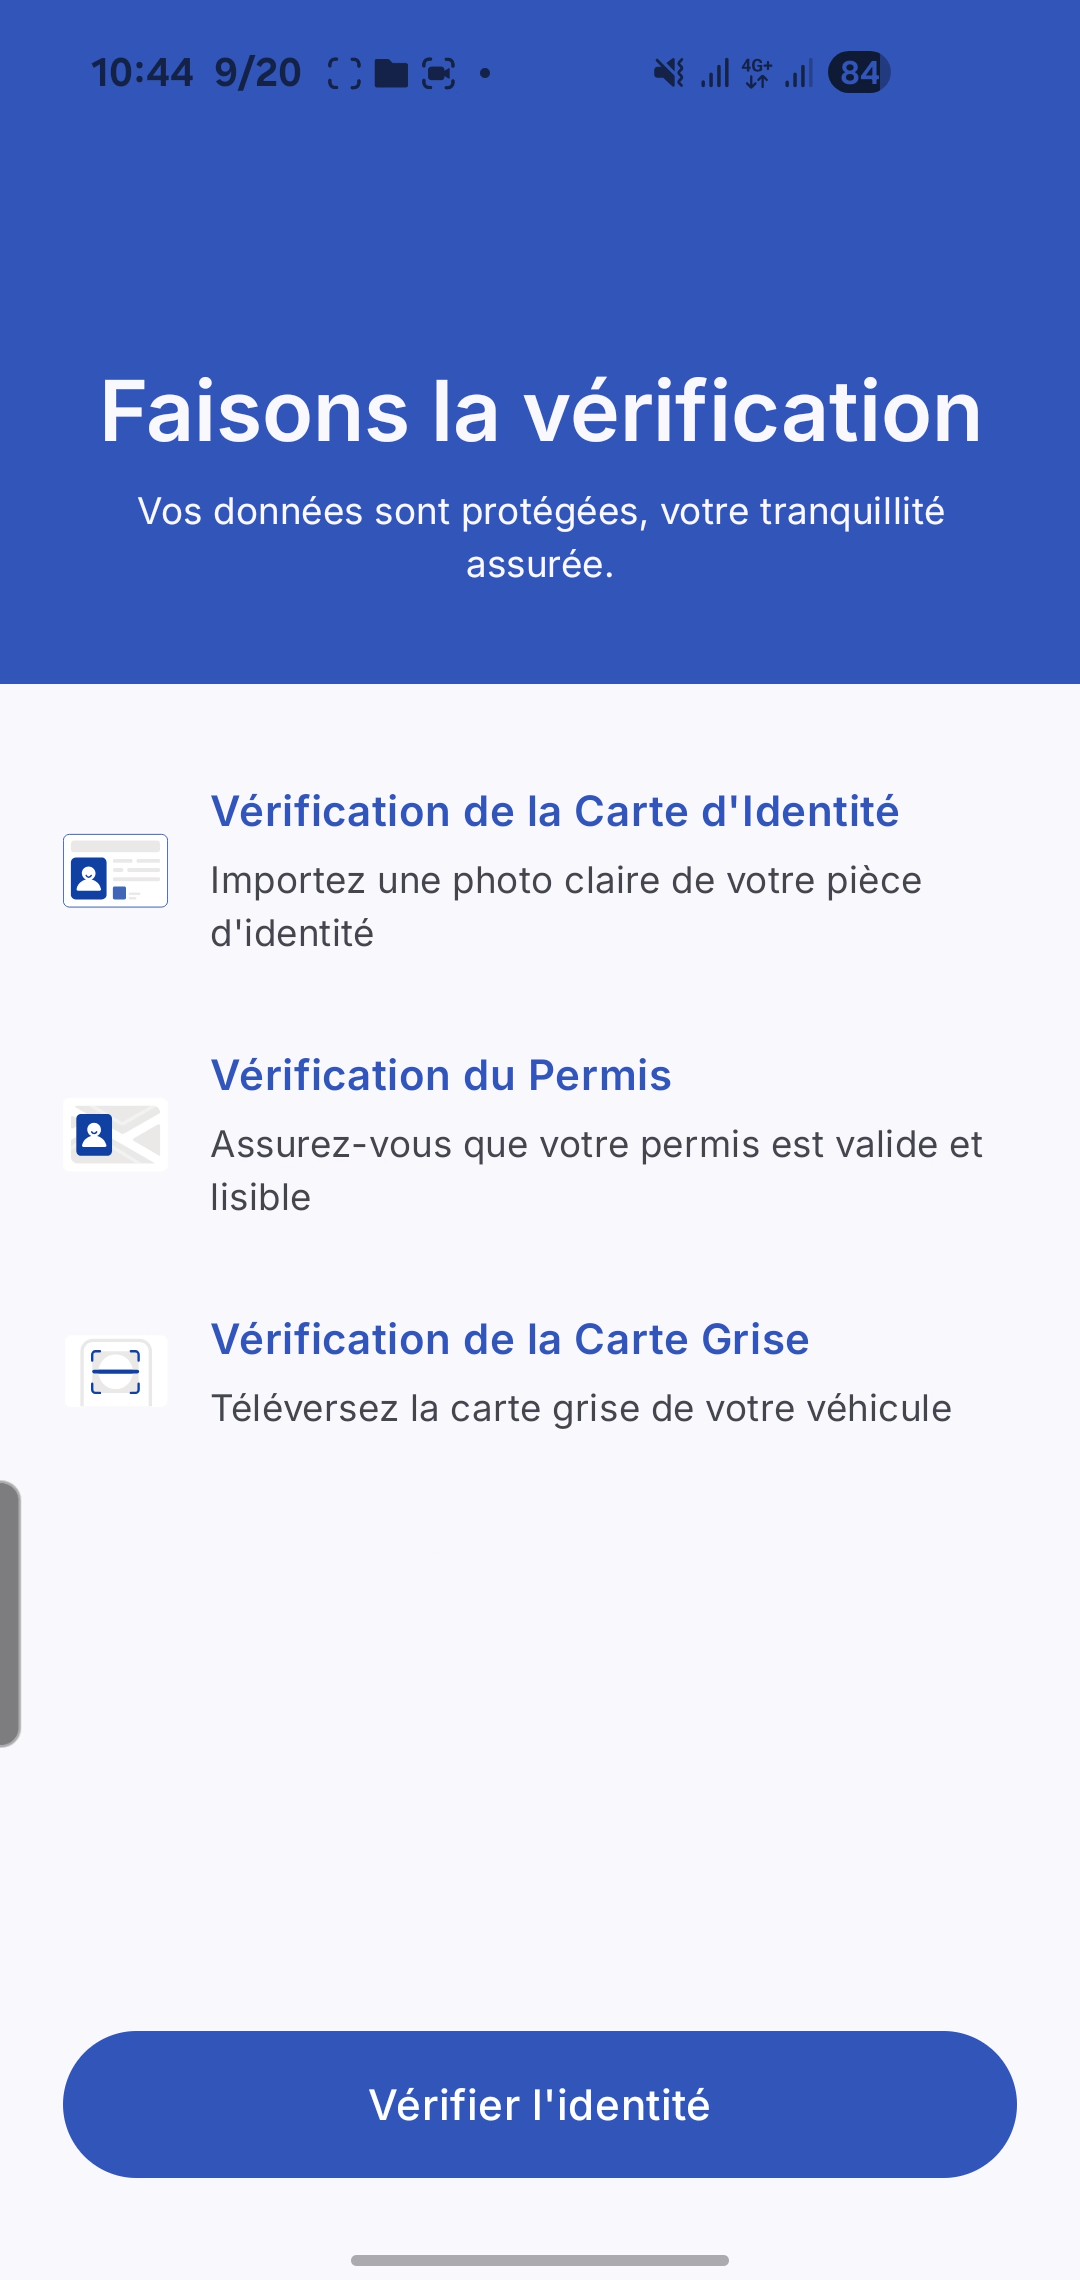 10:44 9/20
4G+
84
Faisons la vérification
Vos données sont protégées, votre tranquillité
assurée.
Vérification de la Carte d'Identité
Importez une photo claire de votre pièce
d'identité
Vérification du Permis
Assurez-vous que votre permis est valide et
lisible
Vérification de la Carte Grise
Téléversez la carte grise de votre véhicule
Vérifier l'identité